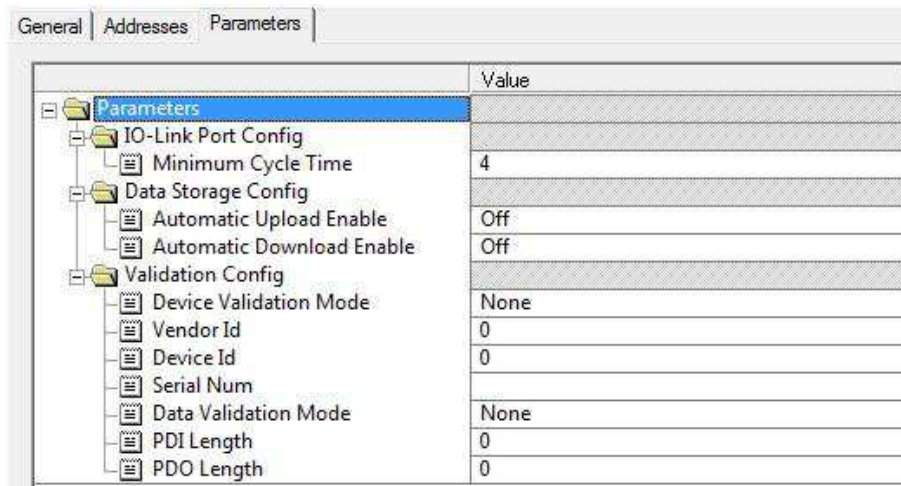 General Addresses Parameters
Value
Parameters
IO-Link Port Config
Minimum Cycle Time 4
Data Storage Config
Automatic Upload Enable Off
Automatic Download Enable Off
Validation Config
Device Validation Mode None
Vendor Id 0
Device Id 0
Serial Num
Data Validation Mode None
PDI Length 0
PDO Length 0